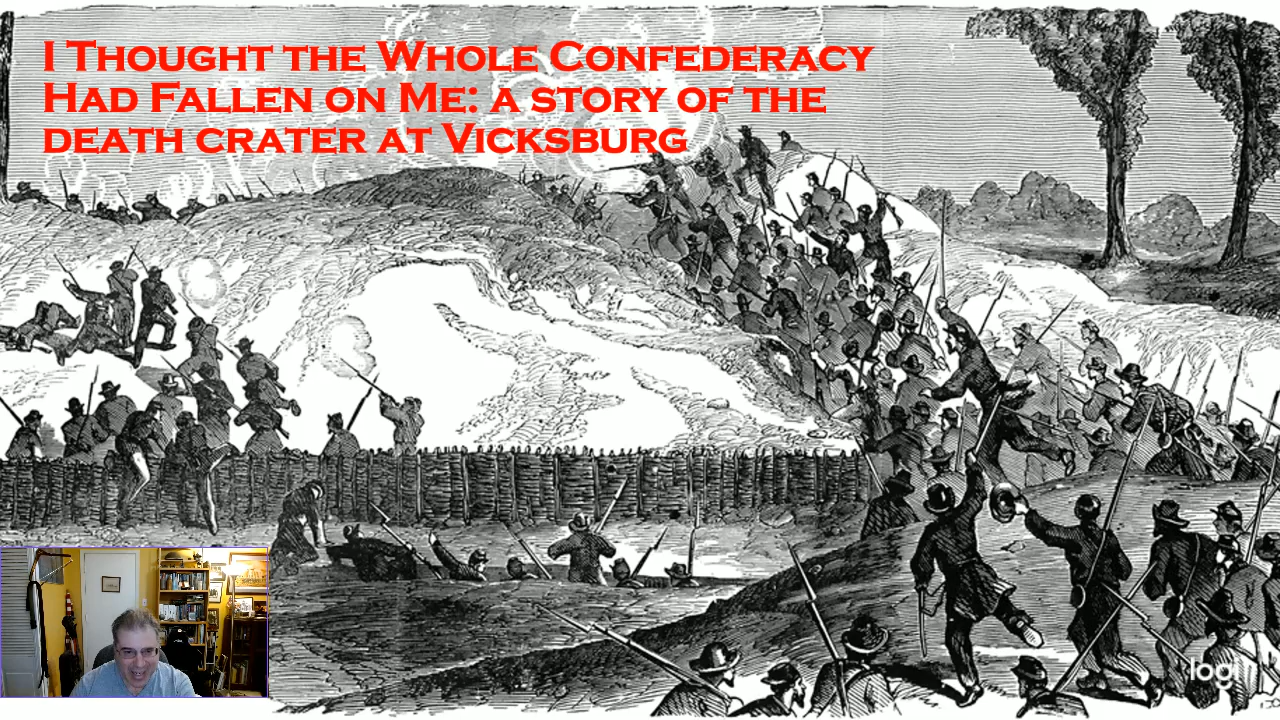 I Thought the Whole Confederacy
Had Fallen on Me: a story of the
death crater at Vicksburg
logi